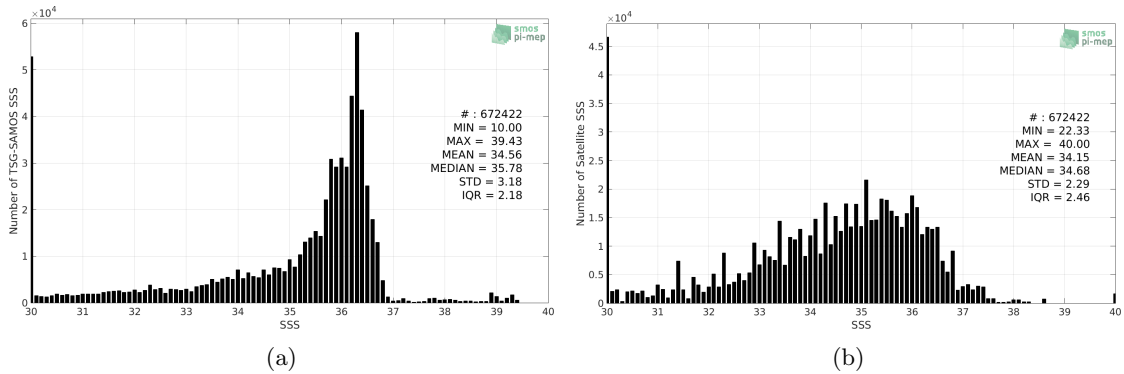 ×10⁴
smos
pi-mep
6
5
4
3
2
1
0
Number of TSG-SAMOS SSS
# : 672422
MIN = 10.00
MAX = 39.43
MEAN = 34.56
MEDIAN = 35.78
STD = 3.18
IQR = 2.18
30 31 32 33 34 35 36 37 38 39 40
SSS
(a)
×10⁴
smos
pi-mep
4.5
4
3.5
3
2.5
2
1.5
1
0.5
0
Number of Satellite SSS
# : 672422
MIN = 22.33
MAX = 40.00
MEAN = 34.15
MEDIAN = 34.68
STD = 2.29
IQR = 2.46
30 31 32 33 34 35 36 37 38 39 40
SSS
(b)